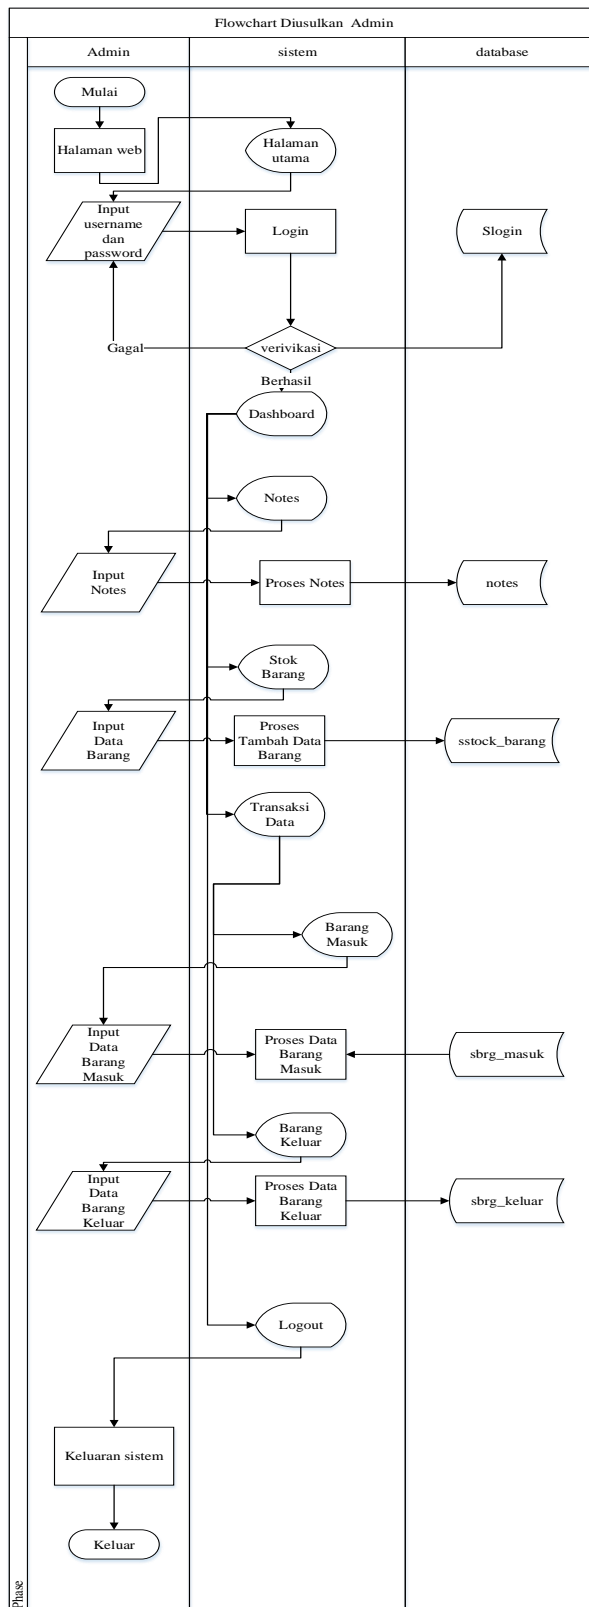 Flowchart Diusulkan Admin
Admin
sistem
database
Mulai
Halaman web
Halaman
utama
Input
username
dan
password
Login
Slogin
Gagal
verivikasi
Berhasil
Dashboard
Notes
Input
Notes
Proses Notes
notes
Stok
Barang
Input
Data
Barang
Proses
Tambah Data
Barang
sstock_barang
Transaksi
Data
Barang
Masuk
Input
Data
Barang
Masuk
Proses Data
Barang
Masuk
sbrg_masuk
Barang
Keluar
Input
Data
Barang
Keluar
Proses Data
Barang
Keluar
sbrg_keluar
Logout
Keluaran sistem
Keluar
Phase